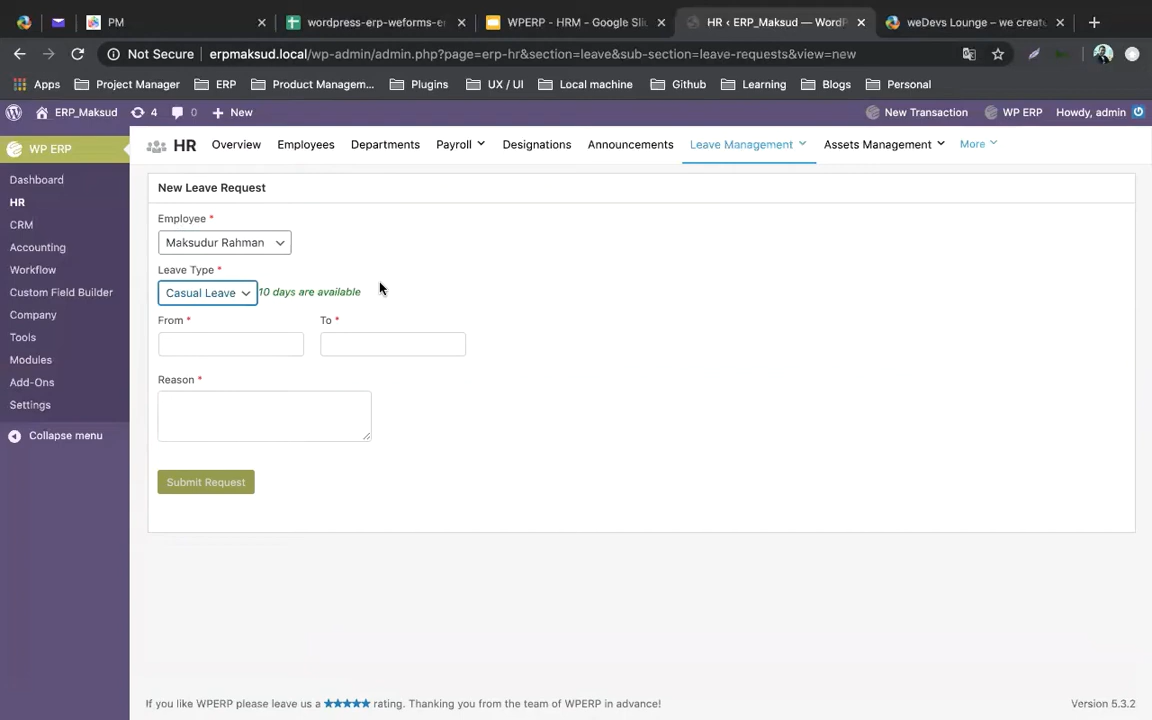 PM
wordpress-erp-weforms-er
WPERP - HRM - Google Sli
HR ‹ ERP_Maksud — WordP
weDevs Lounge – we create
Not Secure
erpmaksud.local/wp-admin/admin.php?page=erp-hr&section=leave&sub-section=leave-requests&view=new
Apps Project Manager ERP Product Managem... Plugins UX / UI Local machine Github Learning Blogs Personal
ERP_Maksud 4 0 New New Transaction WP ERP Howdy, admin
WP ERP
Dashboard
HR
CRM
Accounting
Workflow
Custom Field Builder
Company
Tools
Modules
Add-Ons
Settings
Collapse menu
HR Overview Employees Departments Payroll Designations Announcements Leave Management Assets Management More
New Leave Request
Employee *
Maksudur Rahman
Leave Type *
Casual Leave 10 days are available
From * To *
Reason *
Submit Request
If you like WPERP please leave us a ★★★★★ rating. Thanking you from the team of WPERP in advance! Version 5.3.2